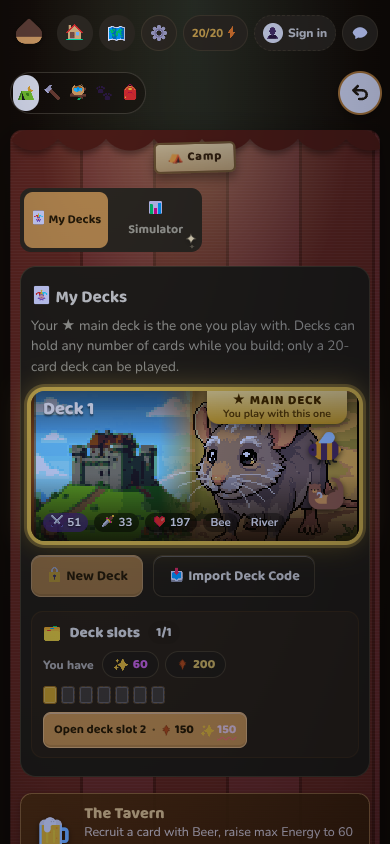 20/20
Sign in
Camp
My Decks
Simulator
My Decks
Your ★ main deck is the one you play with. Decks can
hold any number of cards while you build; only a 20-
card deck can be played.
Deck 1
★ MAIN DECK
You play with this one
51
33
197
Bee
River
New Deck
Import Deck Code
Deck slots 1/1
You have 60 200
Open deck slot 2 · 150 150
The Tavern
Recruit a card with Beer, raise max Energy to 60